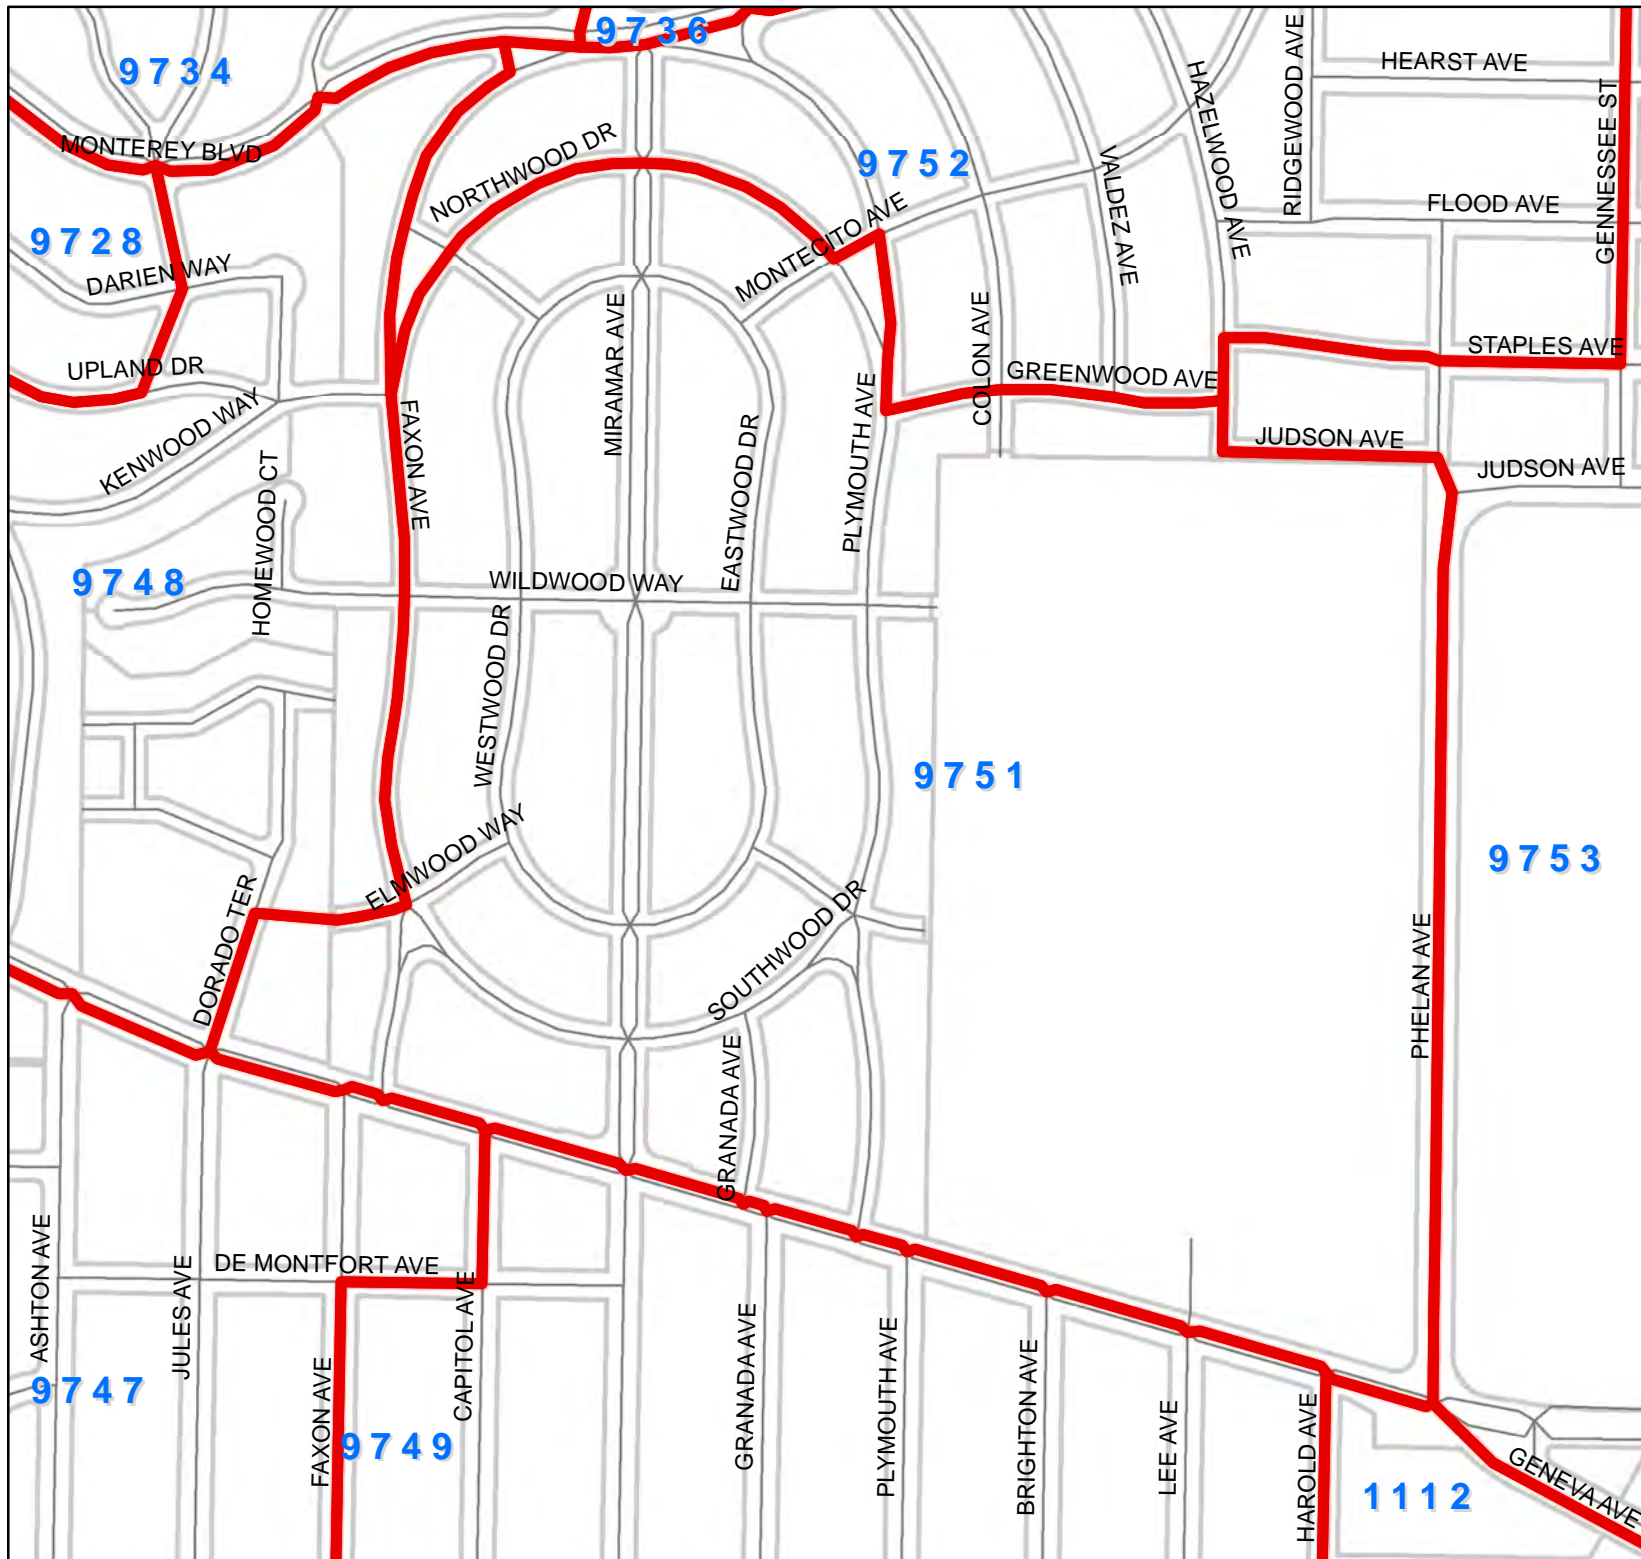 9736
9734
HEARST AVE
RIDGEWOOD AVE
HAZELWOOD AVE
GENNESSEE ST
MONTEREY BLVD
NORTHWOOD DR
9752
VALDEZ AVE
FLOOD AVE
9728
MONTECITO AVE
DARIEN WAY
MIRAMAR AVE
COLON AVE
STAPLES AVE
UPLAND DR
GREENWOOD AVE
KENWOOD WAY
FAXON AVE
EASTWOOD DR
PLYMOUTH AVE
JUDSON AVE
JUDSON AVE
HOMEWOOD CT
9748
WILDWOOD WAY
WESTWOOD DR
9751
ELMWOOD WAY
9753
DORADO TER
SOUTHWOOD DR
PHELAN AVE
GRANADA AVE
ASHTON AVE
JULES AVE
DE MONTFORT AVE
CAPITOL AVE
9747
FAXON AVE
9749
GRANADA AVE
PLYMOUTH AVE
BRIGHTON AVE
LEE AVE
HAROLD AVE
1112
GENEVA AVE